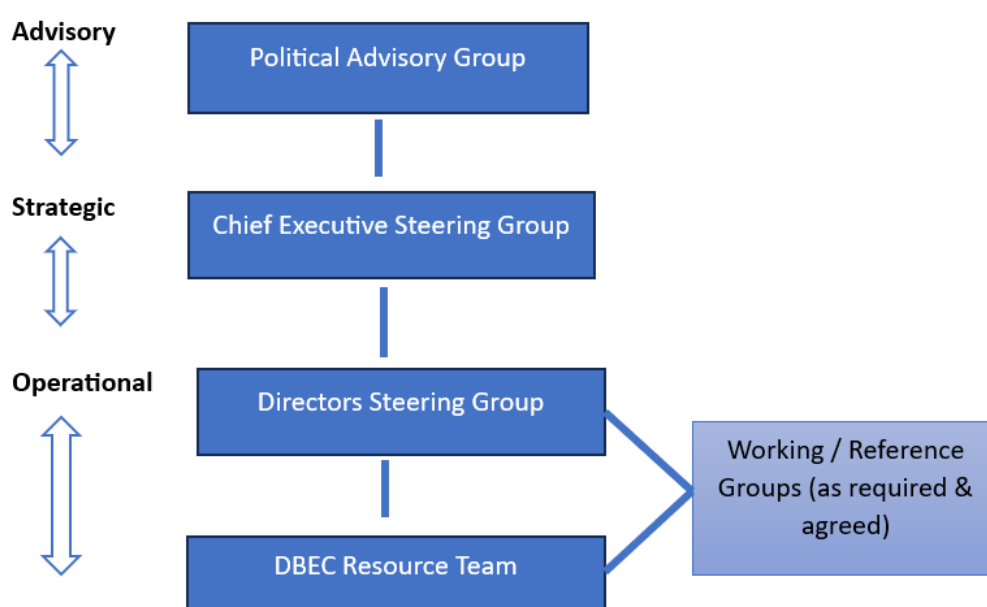 Advisory
Political Advisory Group
Strategic
Chief Executive Steering Group
Operational
Directors Steering Group
Working / Reference
Groups (as required &
agreed)
DBEC Resource Team